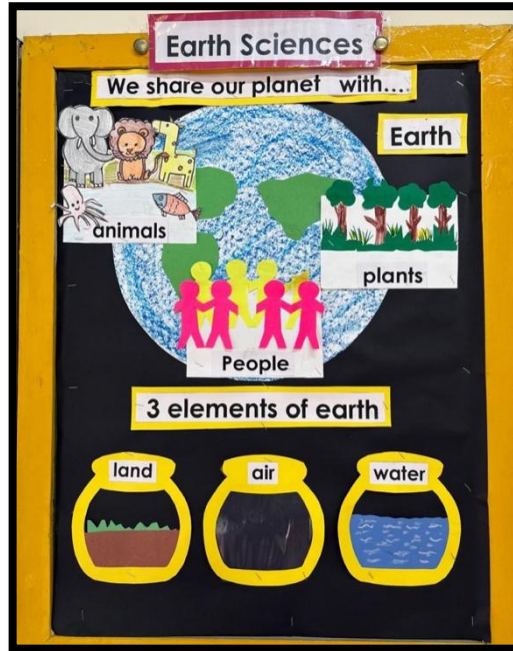 Earth Sciences
We share our planet with....
Earth
animals
plants
People
3 elements of earth
land
air
water